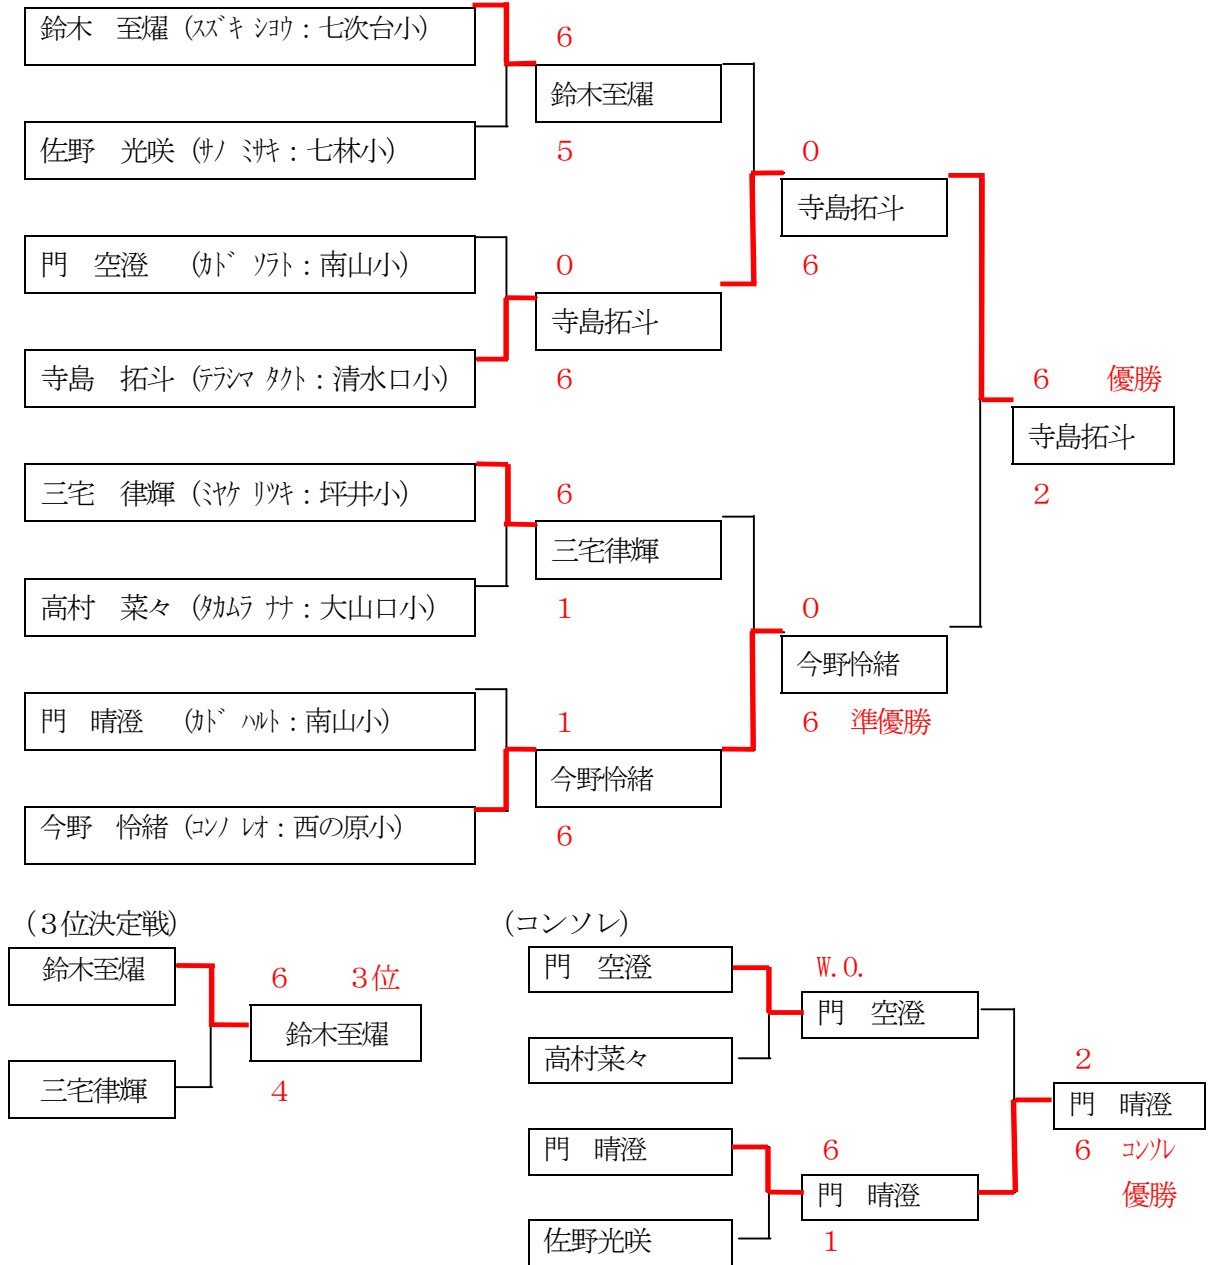 鈴木　至燿（ｽｽﾞｷ ｼﾖｳ：七次台小）
6
鈴木至燿
佐野　光咲（ｻﾉ ﾐｻｷ：七林小）
5
0
寺島拓斗
門　空澄　（ｶﾄﾞ ｿﾗﾄ：南山小）
0
6
寺島拓斗
寺島　拓斗（ﾃﾗｼﾏ ﾀｸﾄ：清水口小）
6
6　優勝
寺島拓斗
三宅　律輝（ﾐﾔｹ ﾘﾂｷ：坪井小）
6
2
三宅律輝
高村　菜々（ﾀｶﾑﾗ ﾅﾅ：大山口小）
1
0
今野怜緒
門　晴澄　（ｶﾄﾞ ﾊﾙﾄ：南山小）
1
6　準優勝
今野怜緒
今野　怜緒（ｺﾝﾉ ﾚｵ：西の原小）
6
（３位決定戦）
鈴木至燿
6　３位
鈴木至燿
三宅律輝
4
（コンソレ）
門　空澄
W.O.
門　空澄
高村菜々
2
門　晴澄
門　晴澄
6
6　ｺﾝｿﾚ
優勝
門　晴澄
佐野光咲
1